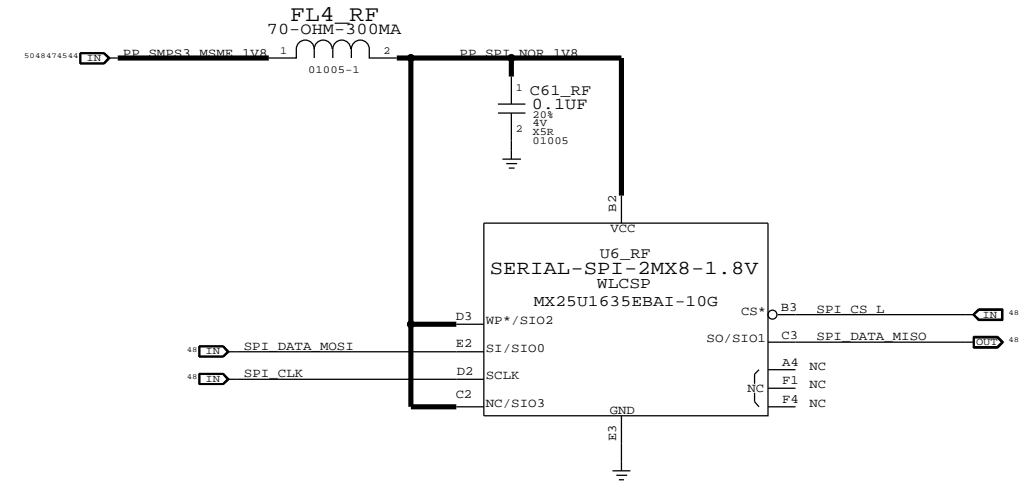 FL4_RF
70-OHM-300MA
5048474544 IN PP_SMPS3_MSME_1V8 1 2 PP_SPI_NOR_1V8
01005-1
1 C61_RF
0.1UF
20%
4V
2 X5R
01005
B2
VCC
U6_RF
SERIAL-SPI-2MX8-1.8V
WLCSP
MX25U1635EBAI-10G
CS* B3 SPI_CS_L IN 48
D3 WP*/SIO2
SO/SIO1 C3 SPI_DATA_MISO OUT 48
48 IN SPI_DATA_MOSI E2 SI/SIO0
A4 NC
48 IN SPI_CLK D2 SCLK
NC F1 NC
C2 NC/SIO3
F4 NC
GND
E3